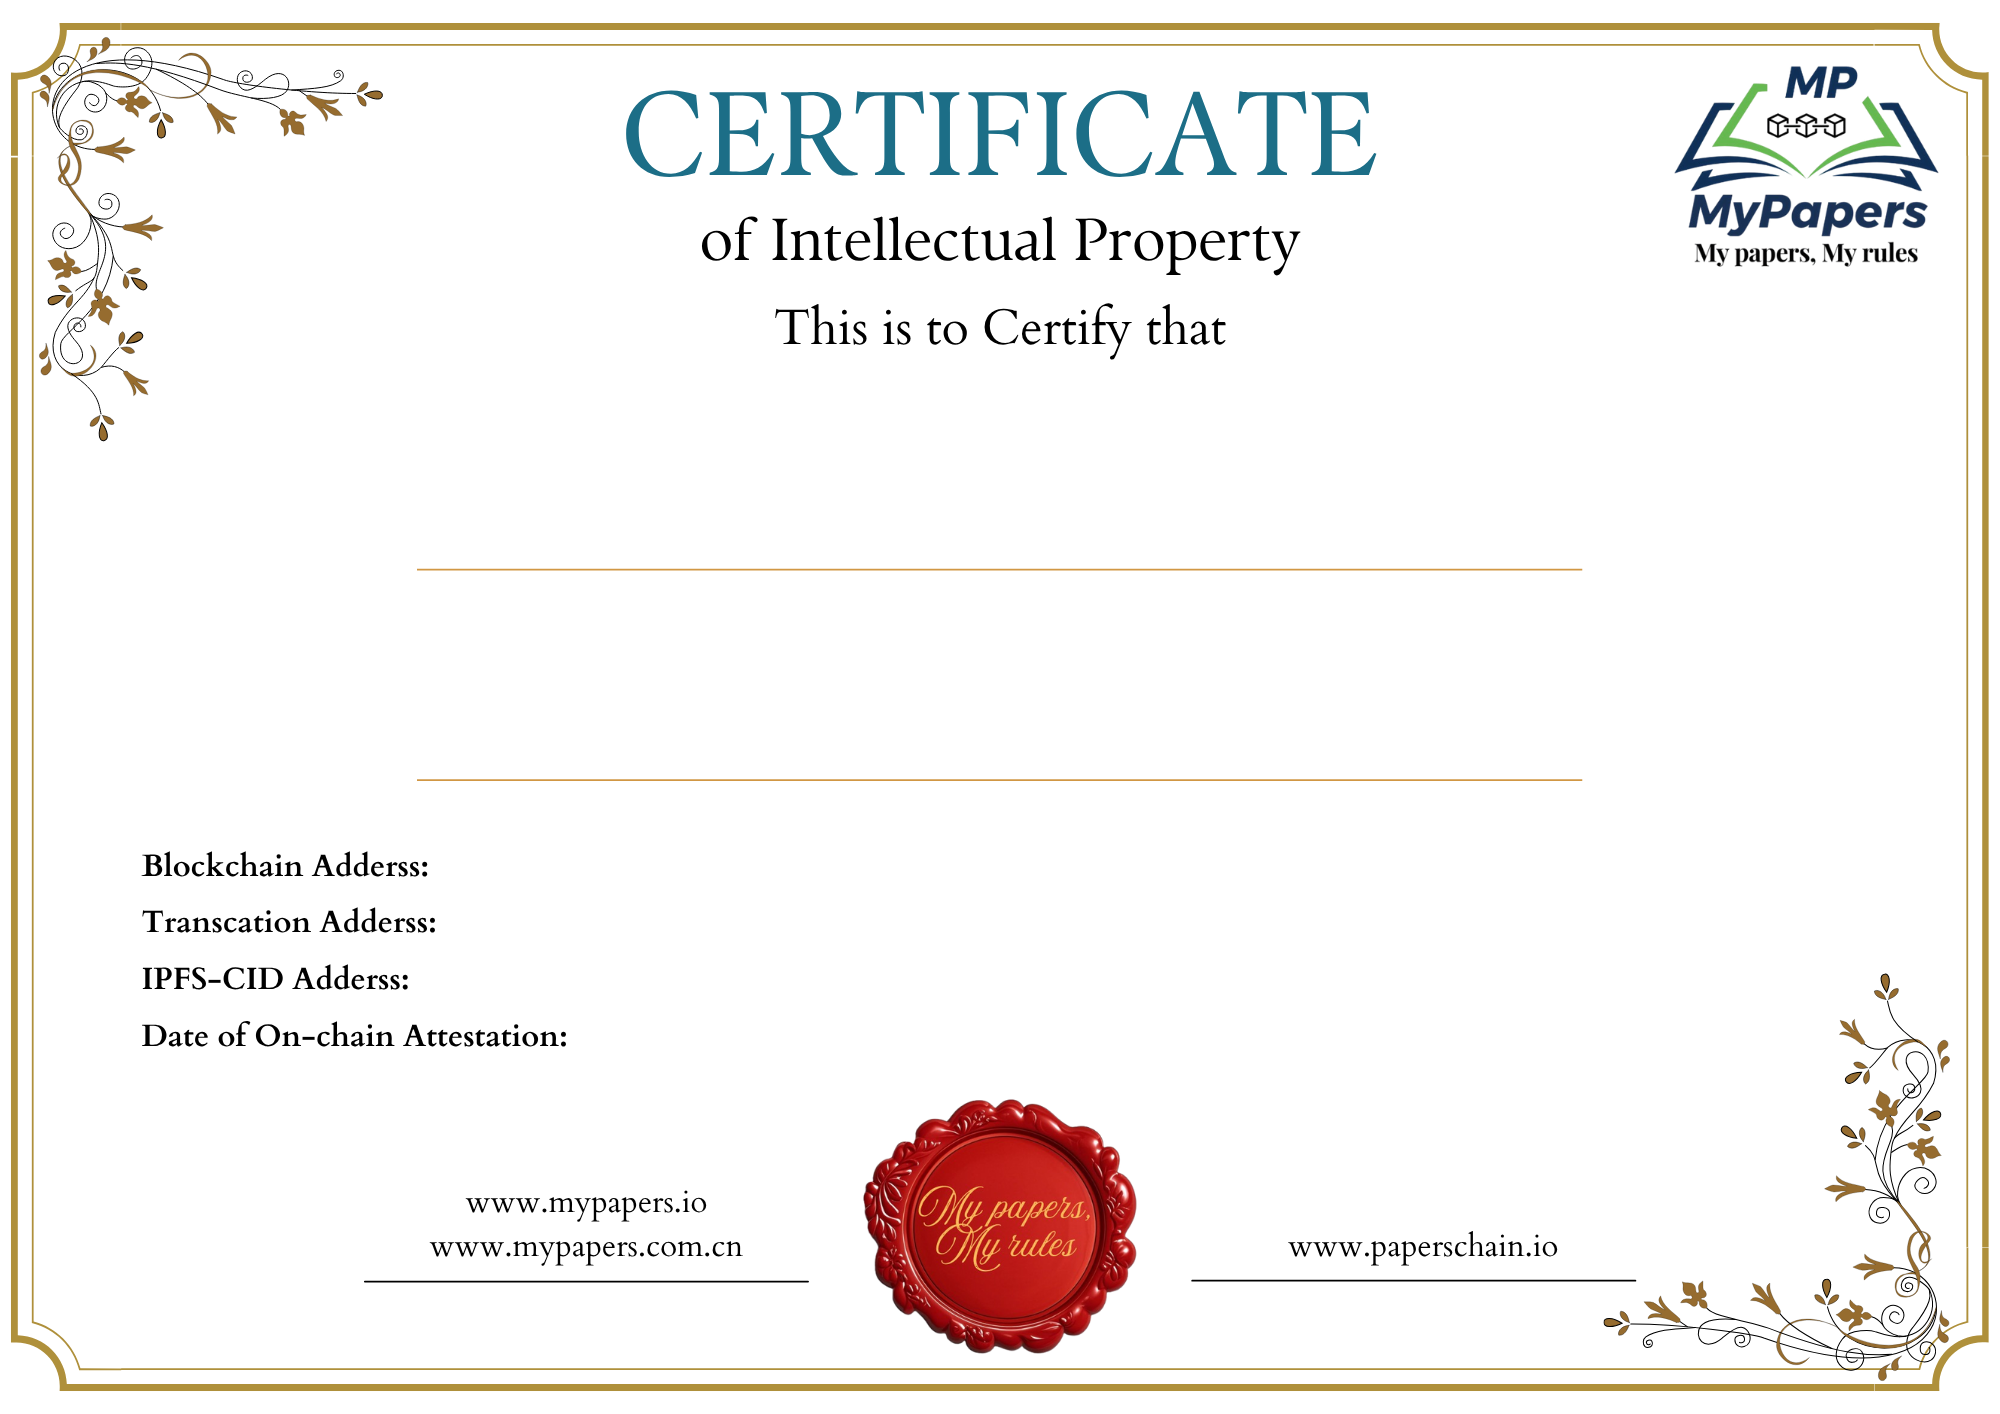 CERTIFICATE
of Intellectual Property
This is to Certify that
MP
MyPapers
My papers, My rules
Blockchain Adderss:
Transcation Adderss:
IPFS-CID Adderss:
Date of On-chain Attestation:
www.mypapers.io
www.mypapers.com.cn
My papers,
My rules
www.paperschain.io